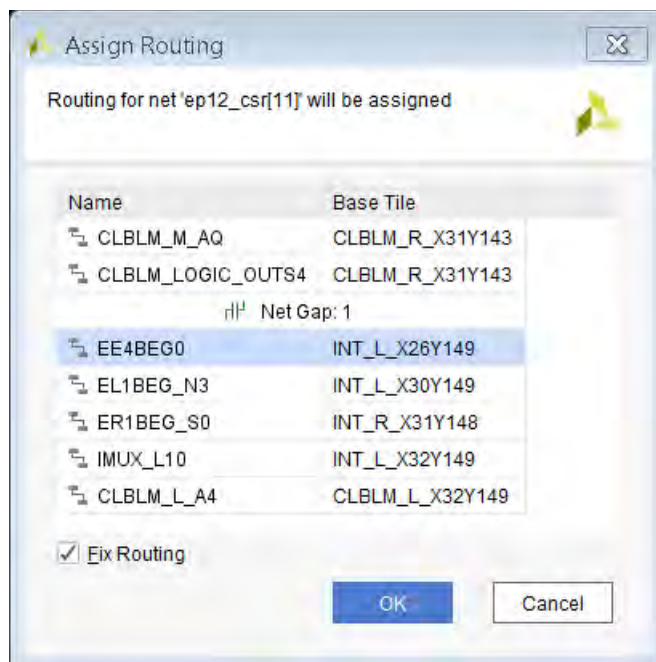 Assign Routing
Routing for net 'ep12_csr[11]' will be assigned
Name Base Tile
CLBLM_M_AQ CLBLM_R_X31Y143
CLBLM_LOGIC_OUTS4 CLBLM_R_X31Y143
Net Gap: 1
EE4BEG0 INT_L_X26Y149
EL1BEG_N3 INT_L_X30Y149
ER1BEG_S0 INT_R_X31Y148
IMUX_L10 INT_L_X32Y149
CLBLM_L_A4 CLBLM_L_X32Y149
Fix Routing
OK Cancel